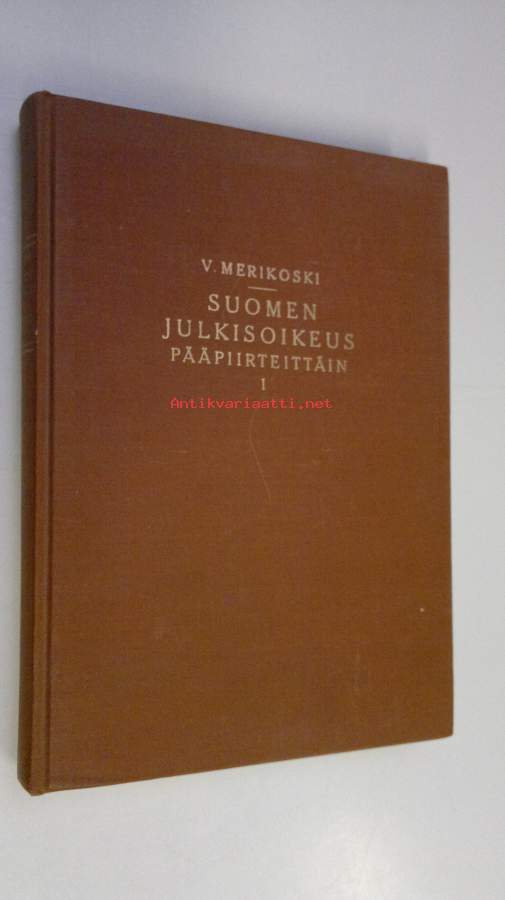 V. MERIKOSKI
SUOMEN
JULKISOIKEUS
PÄÄPIIRTEITTÄIN
I
Antikvariaatti.net